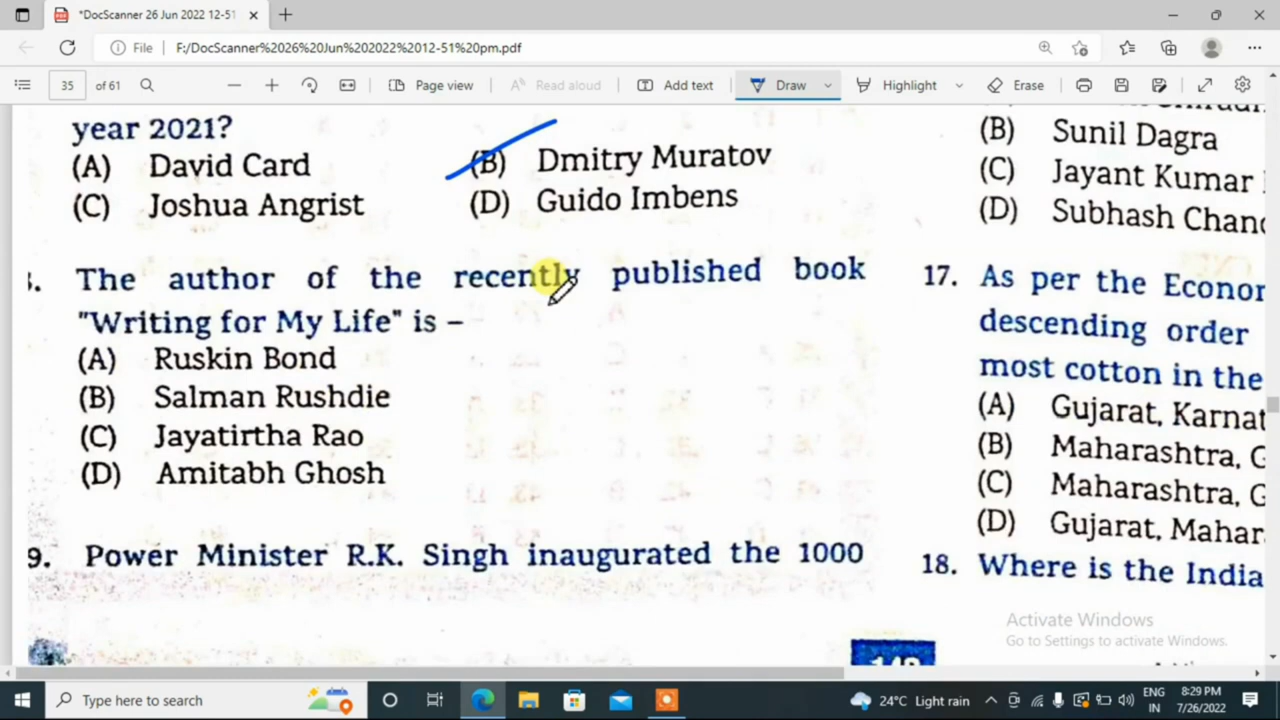 *DocScanner 26 Jun 2022 12-51
File F:/DocScanner%2026%20Jun%202022%2012-51%20pm.pdf
35 of 61 Page view Read aloud Add text Draw Highlight Erase
year 2021?
(A) David Card (B) Dmitry Muratov
(C) Joshua Angrist (D) Guido Imbens
The author of the recently published book
"Writing for My Life" is –
(A) Ruskin Bond
(B) Salman Rushdie
(C) Jayatirtha Rao
(D) Amitabh Ghosh
9. Power Minister R.K. Singh inaugurated the 1000
(B) Sunil Dagra
(C) Jayant Kumar
(D) Subhash Chand
17. As per the Econor
descending order
most cotton in the
(A) Gujarat, Karnat
(B) Maharashtra, G
(C) Maharashtra, G
(D) Gujarat, Mahar
18. Where is the India
Activate Windows
Go to Settings to activate Windows.
Type here to search
24°C Light rain
ENG
IN
8:29 PM
7/26/2022